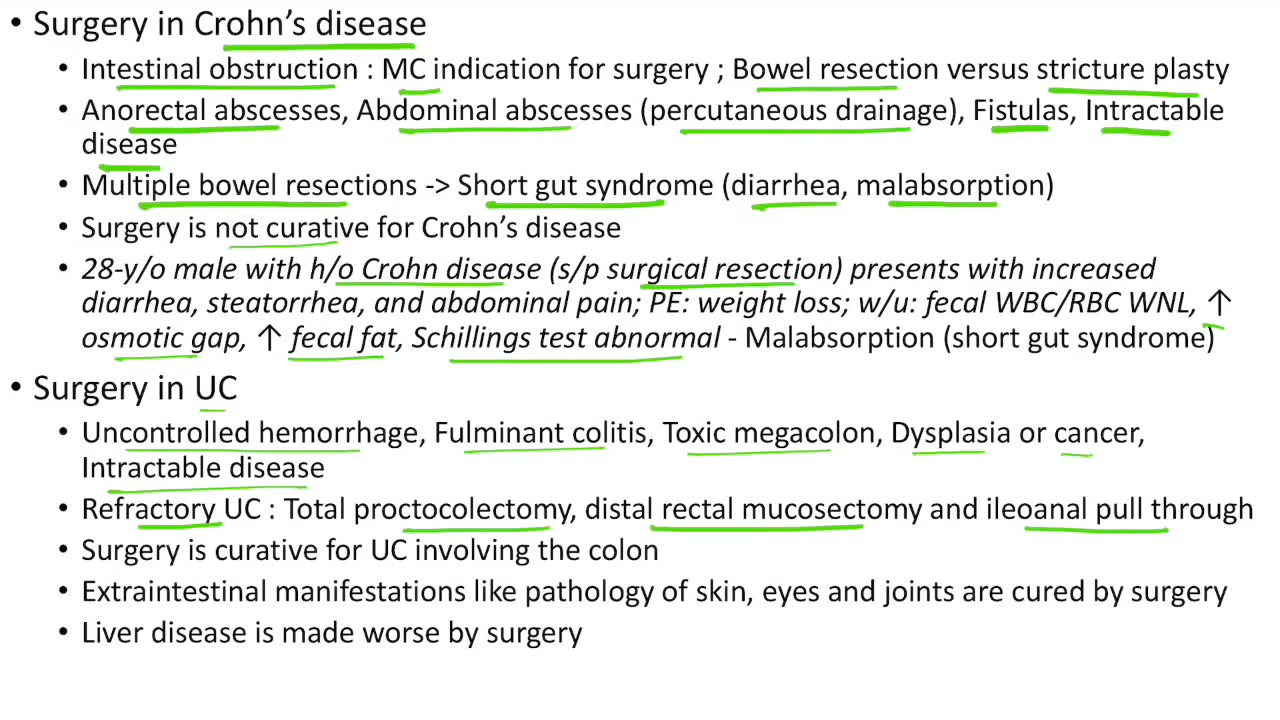 • Surgery in Crohn’s disease
• Intestinal obstruction : MC indication for surgery ; Bowel resection versus stricture plasty
• Anorectal abscesses, Abdominal abscesses (percutaneous drainage), Fistulas, Intractable
disease
• Multiple bowel resections -> Short gut syndrome (diarrhea, malabsorption)
• Surgery is not curative for Crohn’s disease
• 28-y/o male with h/o Crohn disease (s/p surgical resection) presents with increased
diarrhea, steatorrhea, and abdominal pain; PE: weight loss; w/u: fecal WBC/RBC WNL, ↑
osmotic gap, ↑ fecal fat, Schillings test abnormal - Malabsorption (short gut syndrome)
• Surgery in UC
• Uncontrolled hemorrhage, Fulminant colitis, Toxic megacolon, Dysplasia or cancer,
Intractable disease
• Refractory UC : Total proctocolectomy, distal rectal mucosectomy and ileoanal pull through
• Surgery is curative for UC involving the colon
• Extraintestinal manifestations like pathology of skin, eyes and joints are cured by surgery
• Liver disease is made worse by surgery